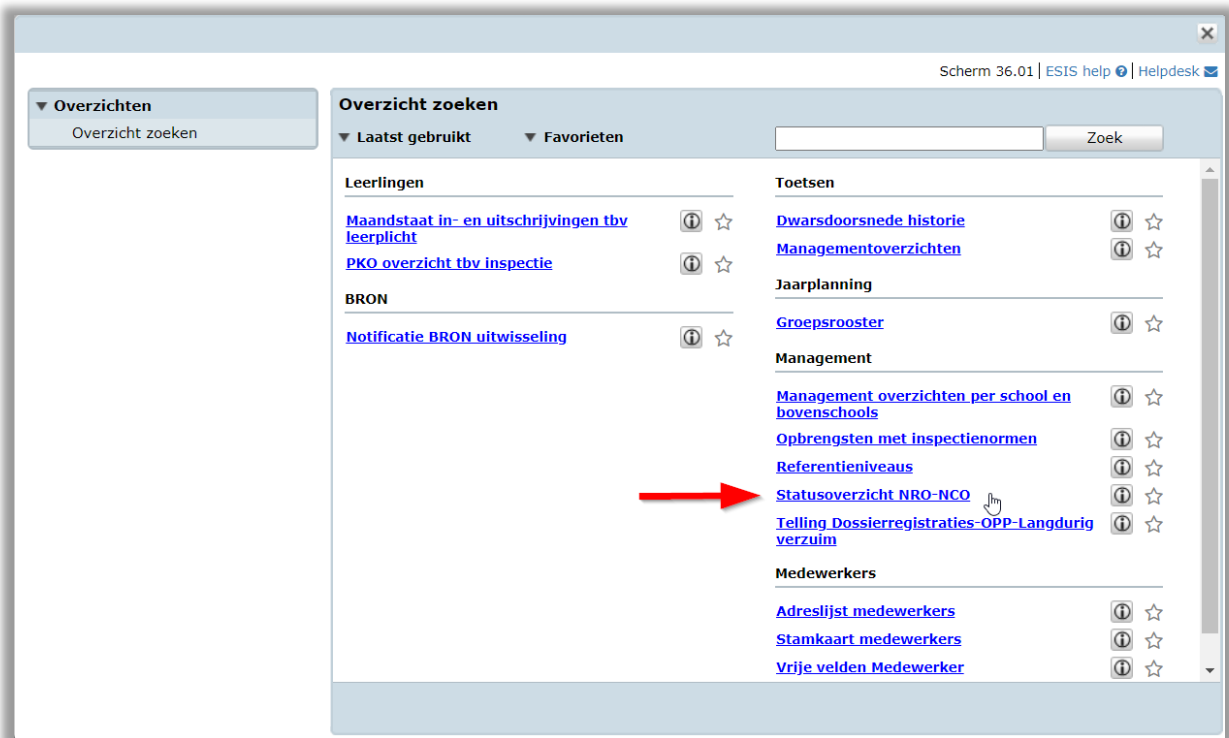 Scherm 36.01 | ESIS help | Helpdesk
Overzichten
Overzicht zoeken
Overzicht zoeken
Laatst gebruikt
Favorieten
Zoek
Leerlingen
Maandstaat in- en uitschrijvingen tbv
leerplicht
PKO overzicht tbv inspectie
BRON
Notificatie BRON uitwisseling
Toetsen
Dwarsdoorsnede historie
Managementoverzichten
Jaarplanning
Groepsrooster
Management
Management overzichten per school en
bovenschools
Opbrengsten met inspectienormen
Referentieniveaus
Statusoverzicht NRO-NCO
Telling Dossierregistraties-OPP-Langdurig
verzuim
Medewerkers
Adreslijst medewerkers
Stamkaart medewerkers
Vrije velden Medewerker